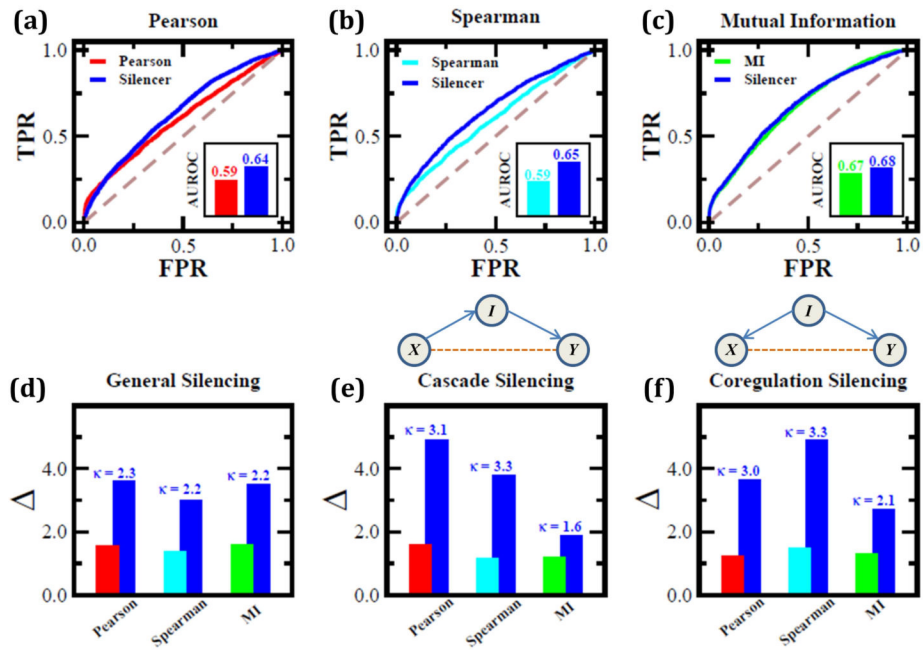 (a) Pearson
1.0
Pearson
Silencer
TPR
0.5
0.0
AUROC
0.59
0.64
0.0 0.5 1.0
FPR
(b) Spearman
1.0
Spearman
Silencer
TPR
0.5
0.0
AUROC
0.59
0.65
0.0 0.5 1.0
FPR
(c) Mutual Information
1.0
MI
Silencer
TPR
0.5
0.0
AUROC
0.67
0.68
0.0 0.5 1.0
FPR
I
X Y
I
X Y
(d) General Silencing
Δ
4.0
2.0
0.0
κ = 2.3
κ = 2.2
κ = 2.2
Pearson Spearman MI
(e) Cascade Silencing
Δ
4.0
2.0
0.0
κ = 3.1
κ = 3.3
κ = 1.6
Pearson Spearman MI
(f) Coregulation Silencing
Δ
4.0
2.0
0.0
κ = 3.0
κ = 3.3
κ = 2.1
Pearson Spearman MI